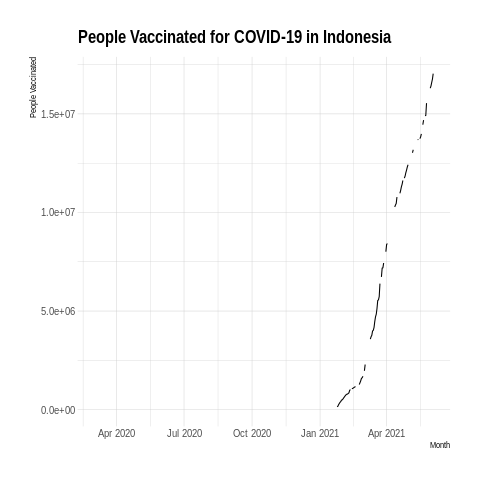 People Vaccinated for COVID-19 in Indonesia
People Vaccinated
1.5e+07
1.0e+07
5.0e+06
0.0e+00
Apr 2020 Jul 2020 Oct 2020 Jan 2021 Apr 2021
Month